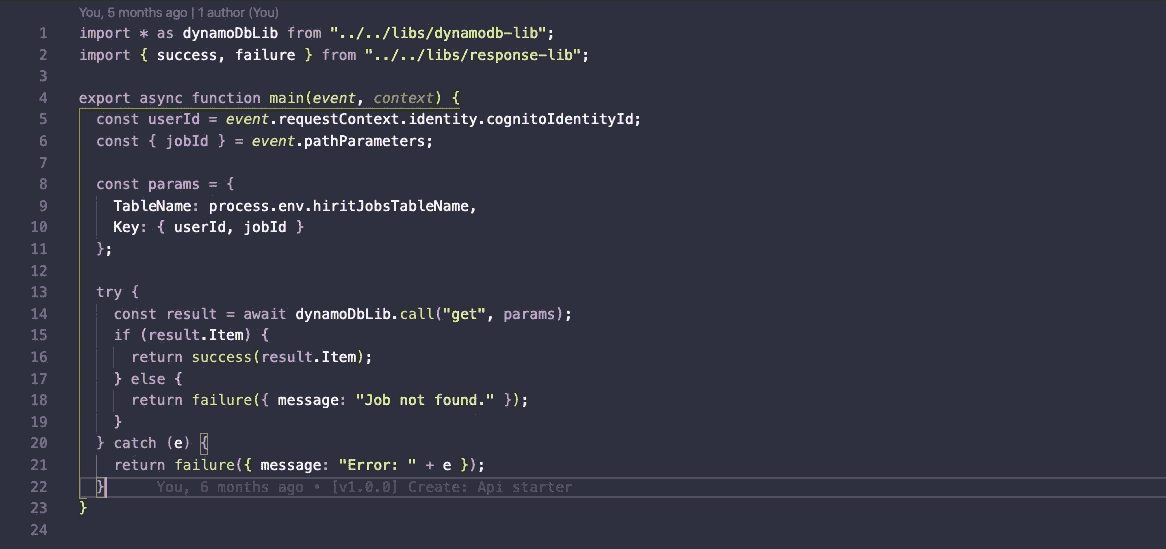 You, 5 months ago | 1 author (You)
1 import * as dynamoDbLib from "../../libs/dynamodb-lib";
2 import { success, failure } from "../../libs/response-lib";
3
4 export async function main(event, context) {
5 const userId = event.requestContext.identity.cognitoIdentityId;
6 const { jobId } = event.pathParameters;
7
8 const params = {
9 TableName: process.env.hiritJobsTableName,
10 Key: { userId, jobId }
11 };
12
13 try {
14 const result = await dynamoDbLib.call("get", params);
15 if (result.Item) {
16 return success(result.Item);
17 } else {
18 return failure({ message: "Job not found." });
19 }
20 } catch (e) {
21 return failure({ message: "Error: " + e });
22 } You, 6 months ago • [v1.0.0] Create: Api starter
23 }
24